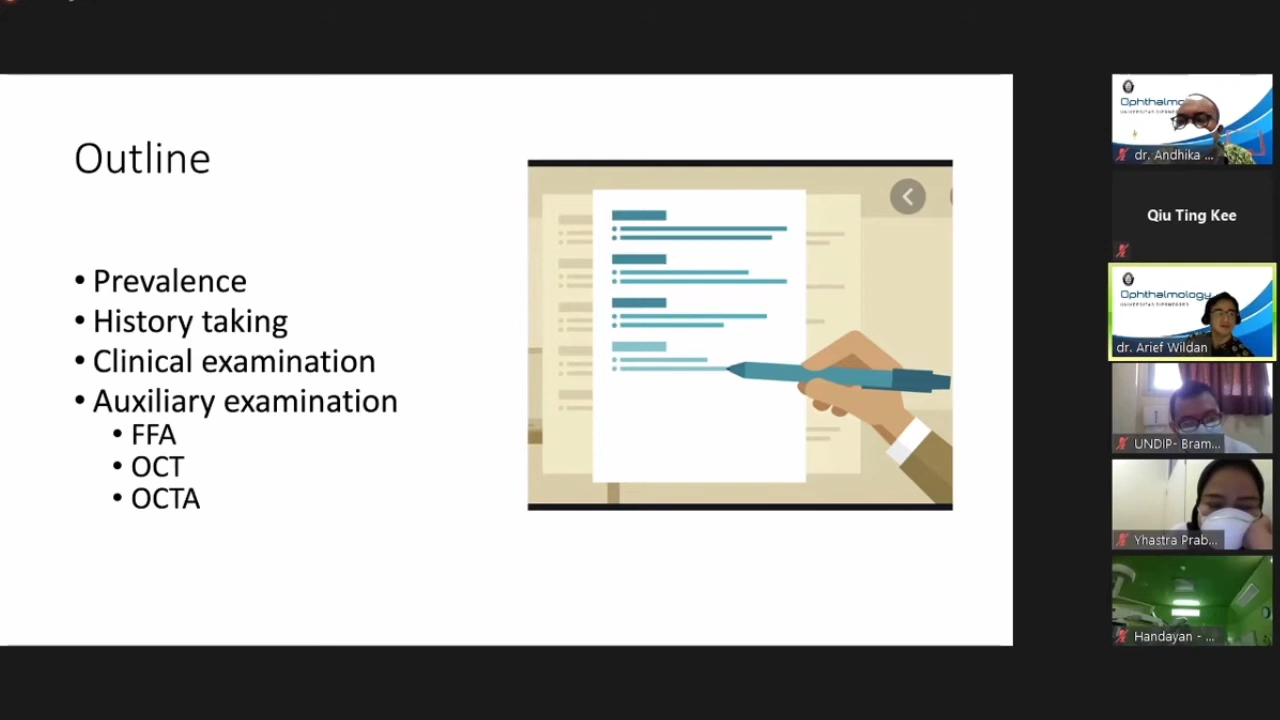 Outline
• Prevalence
• History taking
• Clinical examination
• Auxiliary examination
• FFA
• OCT
• OCTA
Ophthalmo
dr. Andhika ...
Qiu Ting Kee
Ophthalmology
dr. Arief Wildan
UNDIP- Bram...
Yhastra Prab...
Handayan - ...